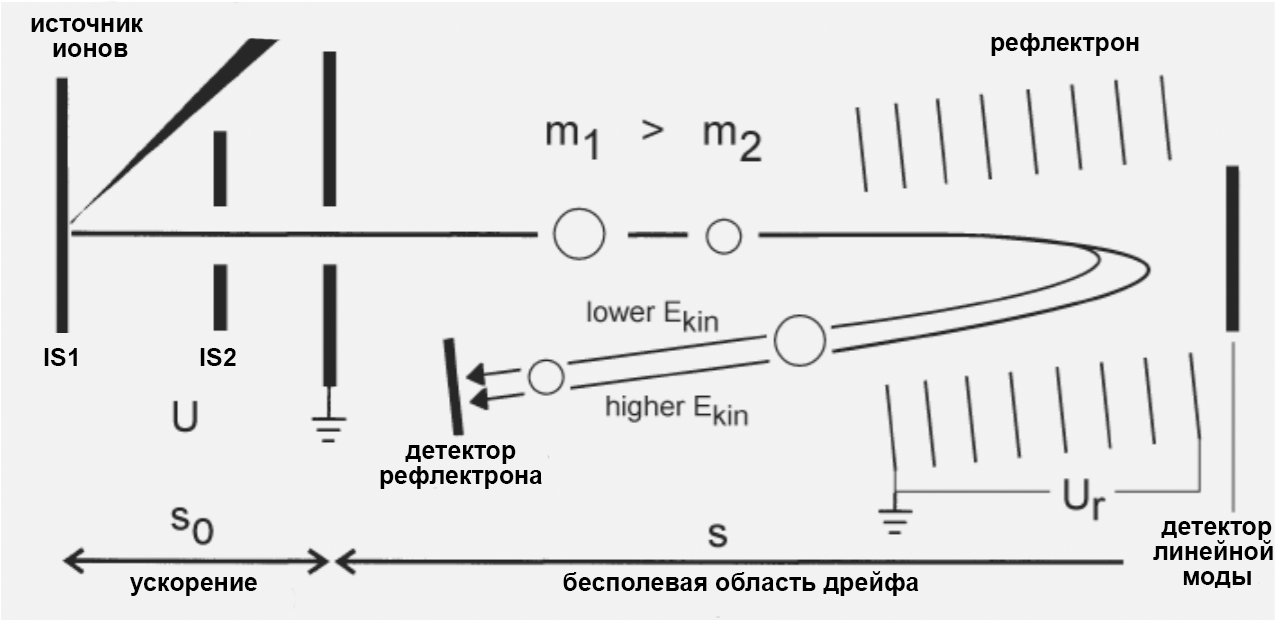 источник
ионов
рефлектрон
m1 > m2
lower Ekin
IS1
IS2
higher Ekin
U
детектор
рефлектрона
Ur
s0
s
детектор
линейной
моды
ускорение
бесполевая область дрейфа